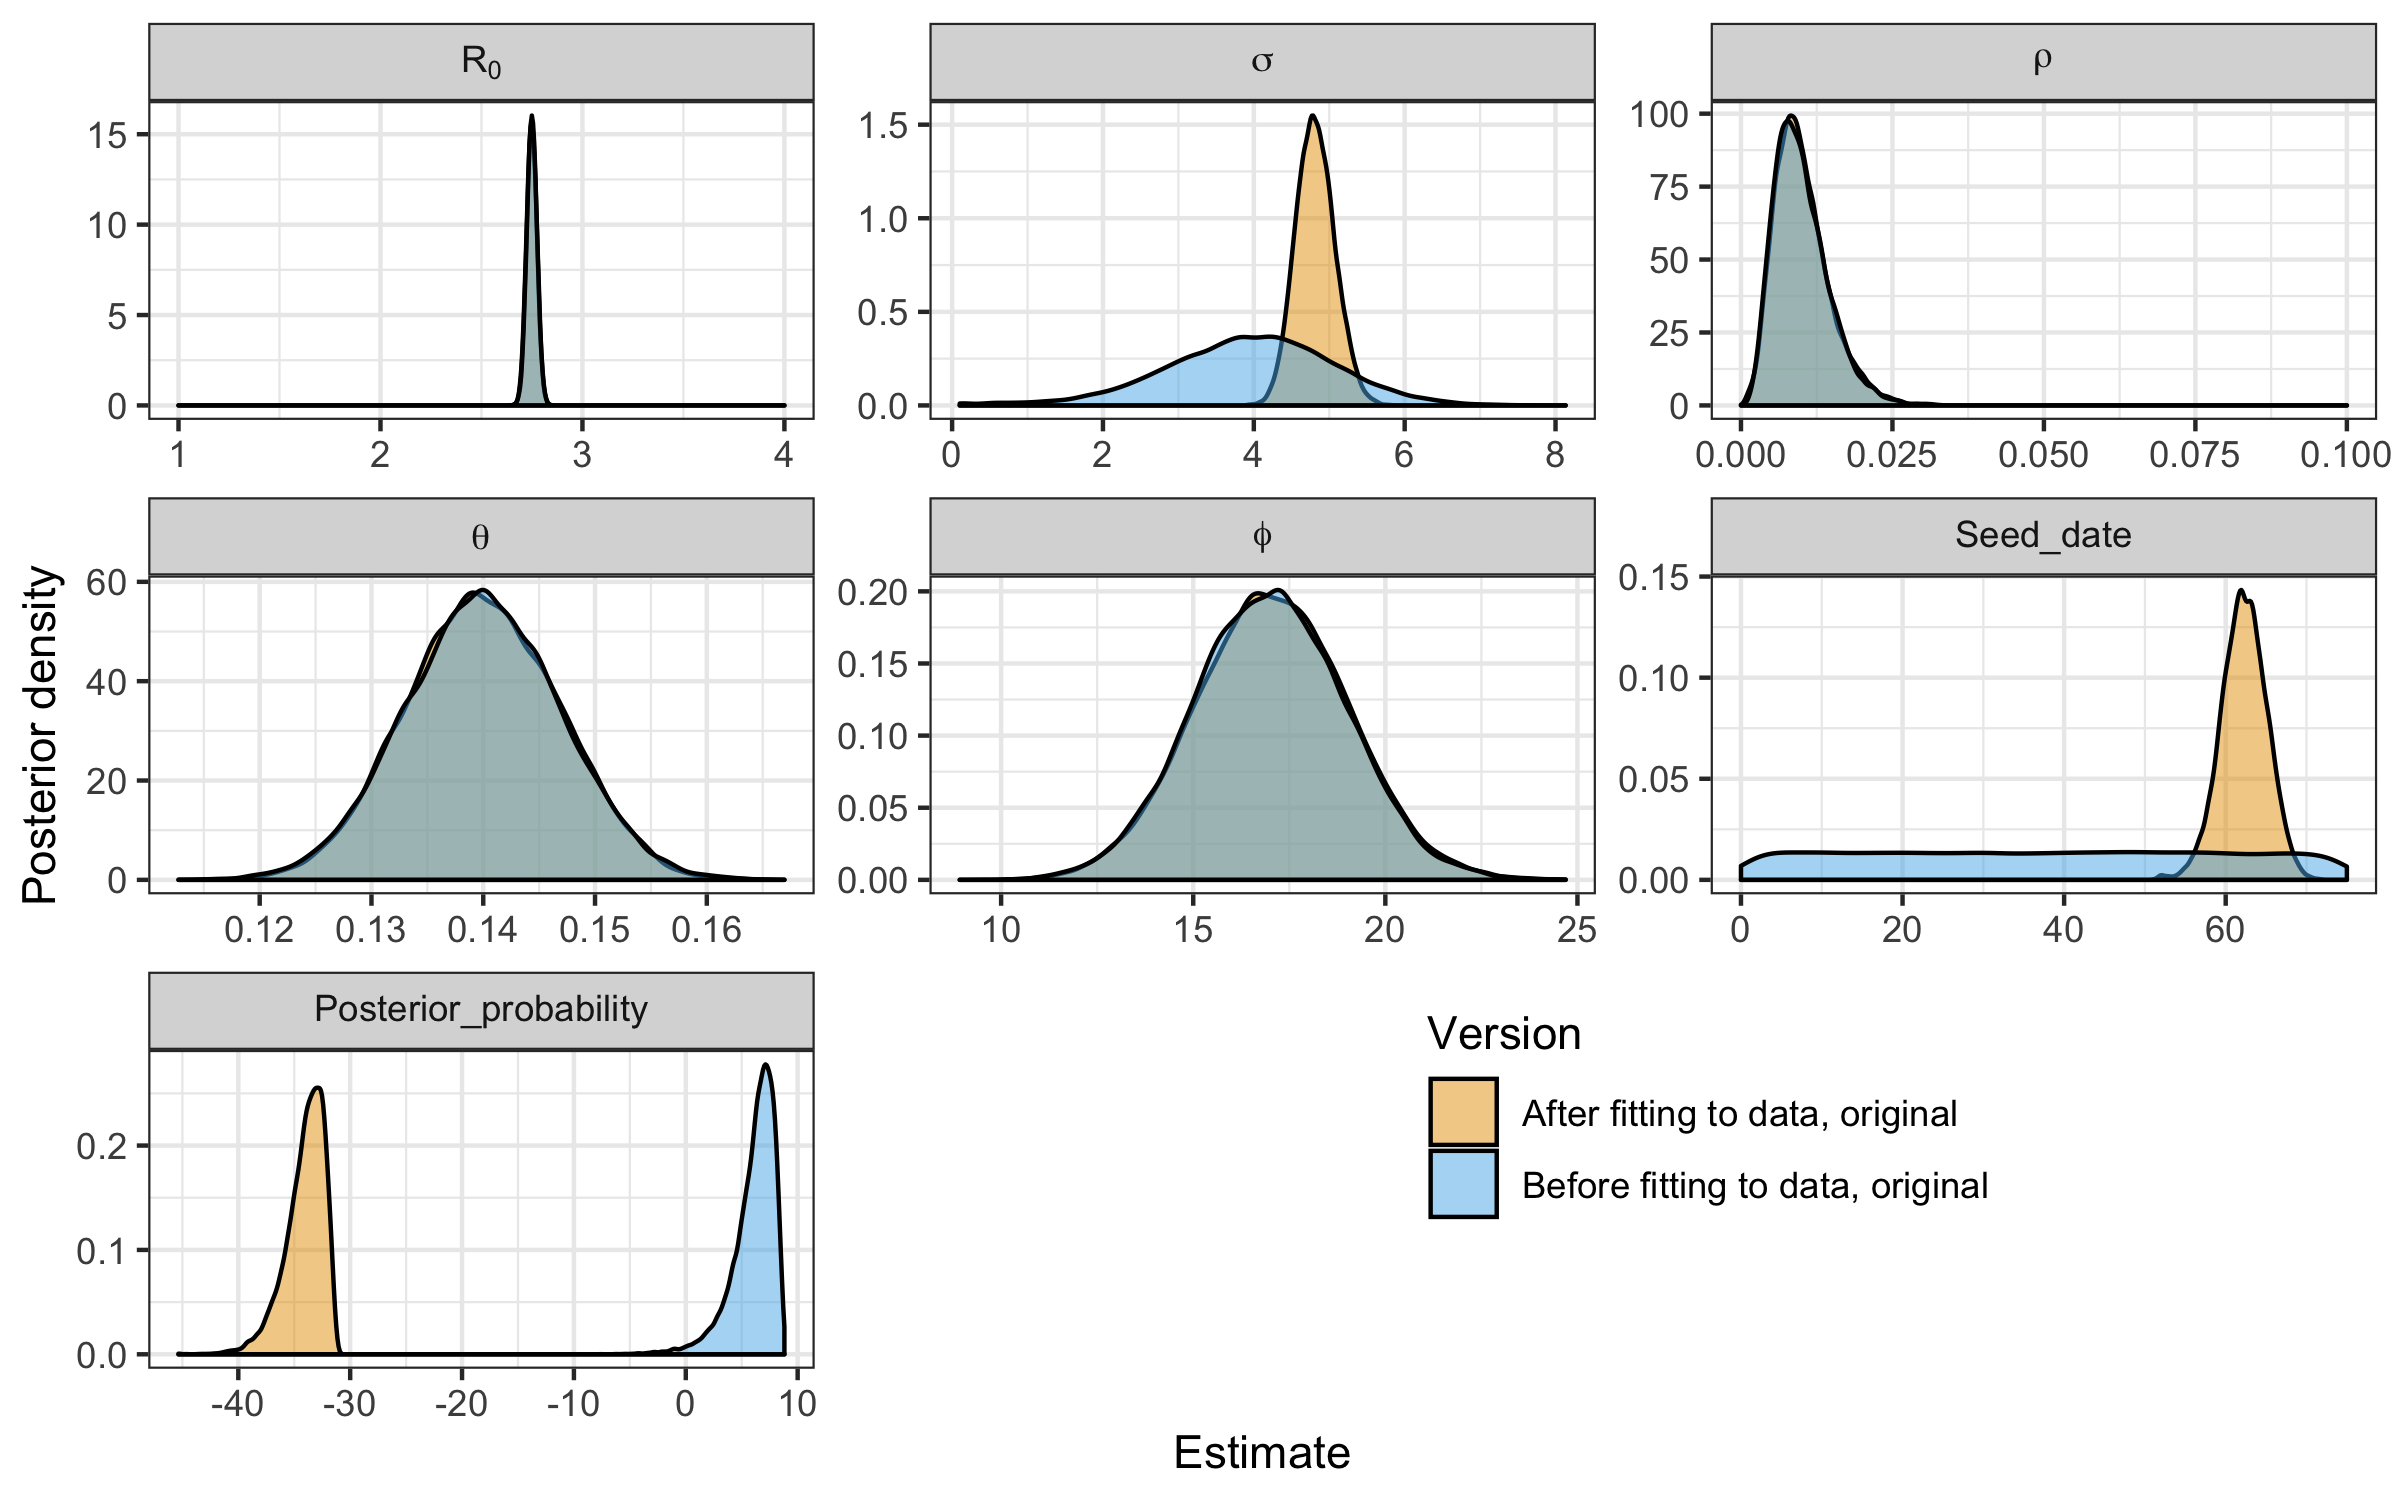 R₀
σ
ρ
15
10
5
0
1 2 3 4
1.5
1.0
0.5
0.0
0 2 4 6 8
100
75
50
25
0
0.000 0.025 0.050 0.075 0.100
Posterior density
θ
ϕ
Seed_date
60
40
20
0
0.12 0.13 0.14 0.15 0.16
0.20
0.15
0.10
0.05
0.00
10 15 20 25
0.15
0.10
0.05
0.00
0 20 40 60
Posterior_probability
0.2
0.1
0.0
-40 -30 -20 -10 0 10
Version
After fitting to data, original
Before fitting to data, original
Estimate